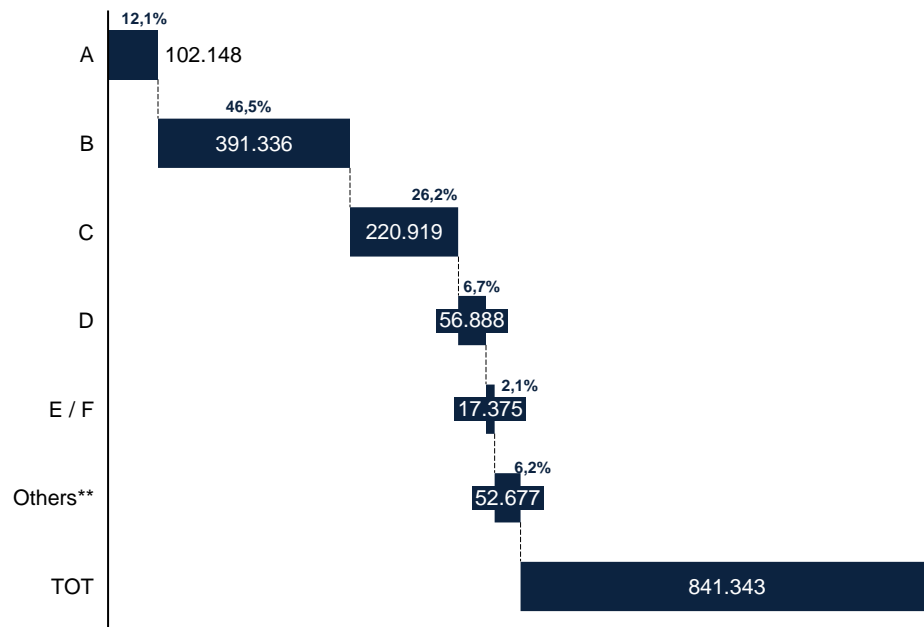 12,1%
A 102.148
46,5%
B 391.336
26,2%
C 220.919
6,7%
D 56.888
2,1%
E / F 17.375
6,2%
Others** 52.677
TOT 841.343